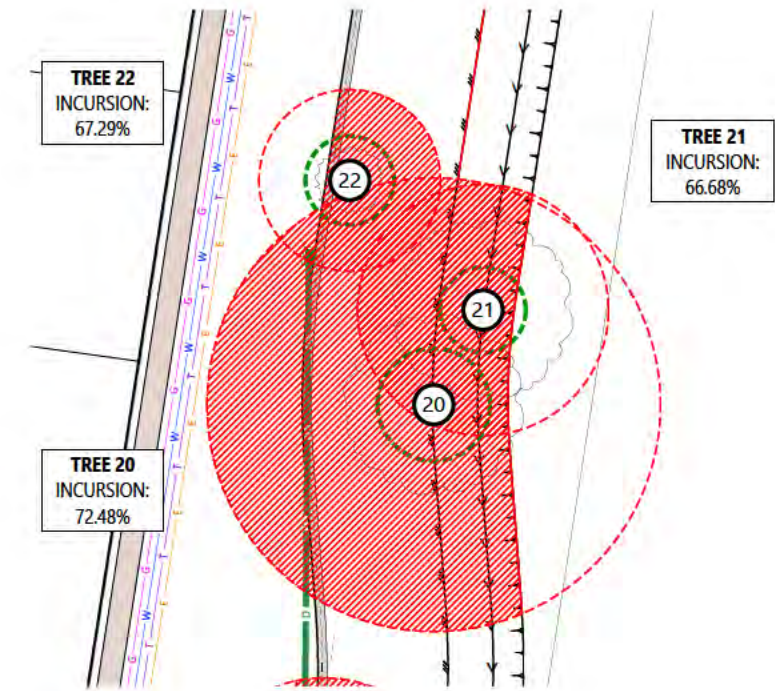 TREE 22
INCURSION:
67.29%
TREE 21
INCURSION:
66.68%
22
21
20
TREE 20
INCURSION:
72.48%
G
T
W
E
D